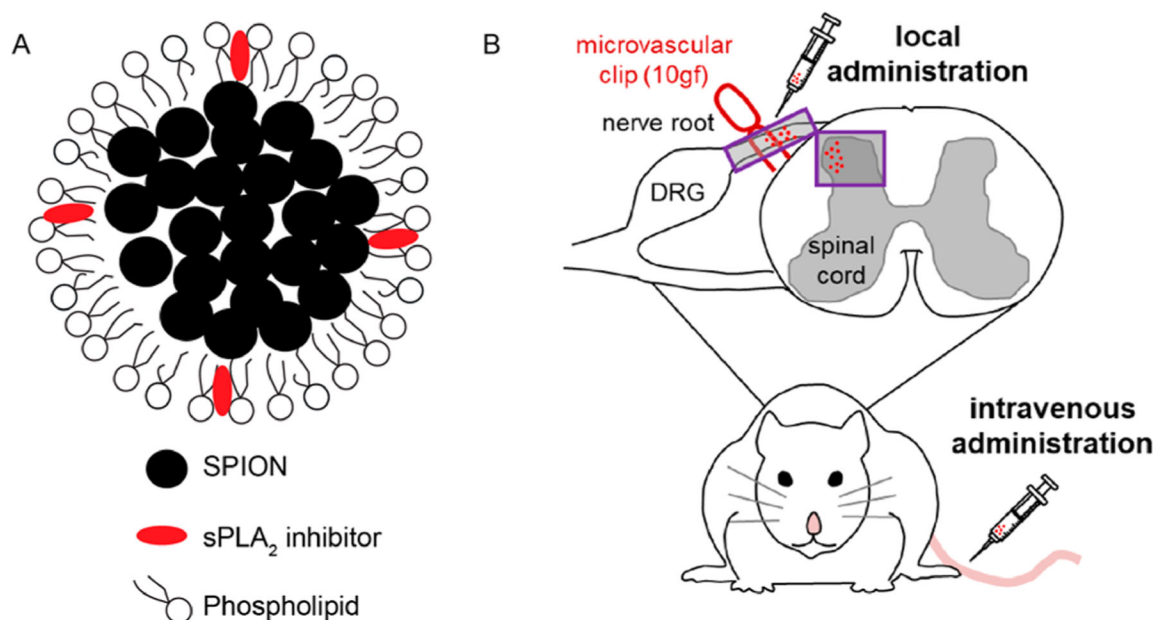 A
SPION
sPLA₂ inhibitor
Phospholipid
B
microvascular
clip (10gf)
local
administration
nerve root
DRG
spinal
cord
intravenous
administration